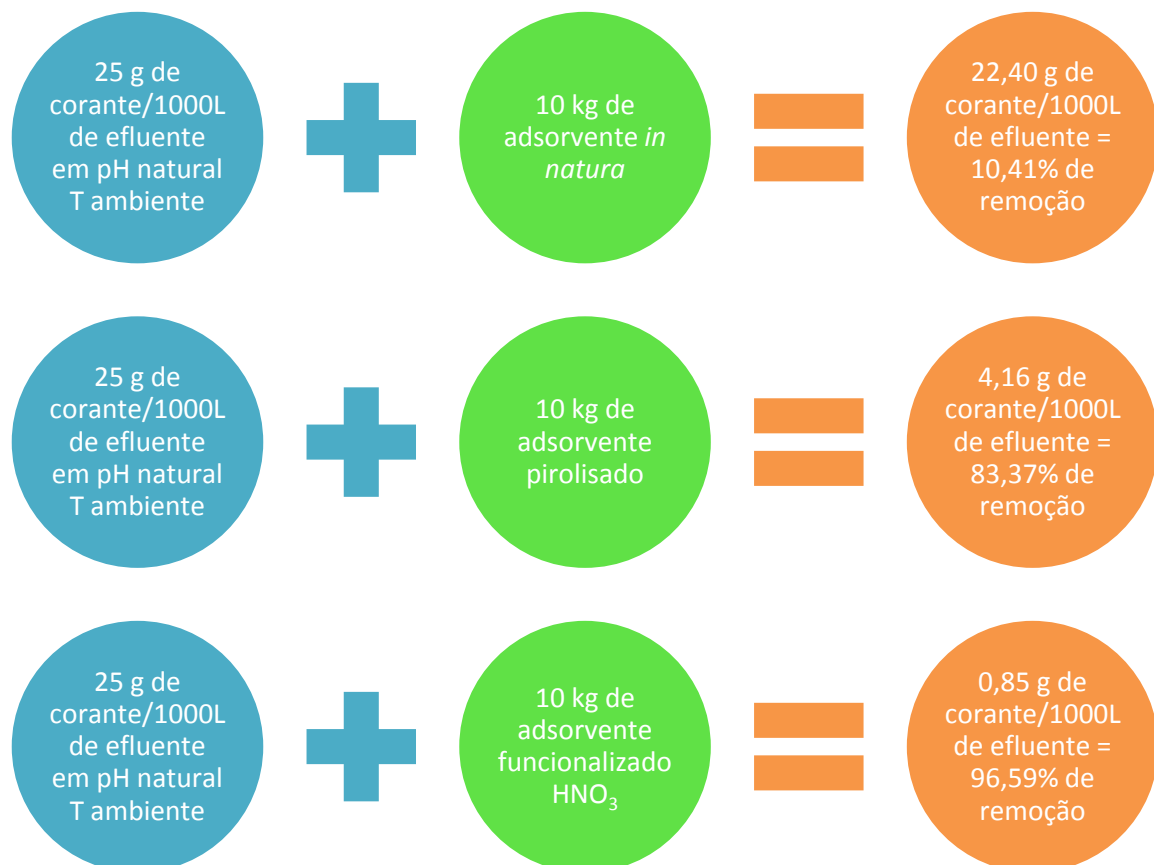 25 g de
corante/1000L
de efluente
em pH natural
T ambiente
10 kg de
adsorvente in
natura
22,40 g de
corante/1000L
de efluente =
10,41% de
remoção
25 g de
corante/1000L
de efluente
em pH natural
T ambiente
10 kg de
adsorvente
pirolisado
4,16 g de
corante/1000L
de efluente =
83,37% de
remoção
25 g de
corante/1000L
de efluente
em pH natural
T ambiente
10 kg de
adsorvente
funcionalizado
HNO₃
0,85 g de
corante/1000L
de efluente =
96,59% de
remoção